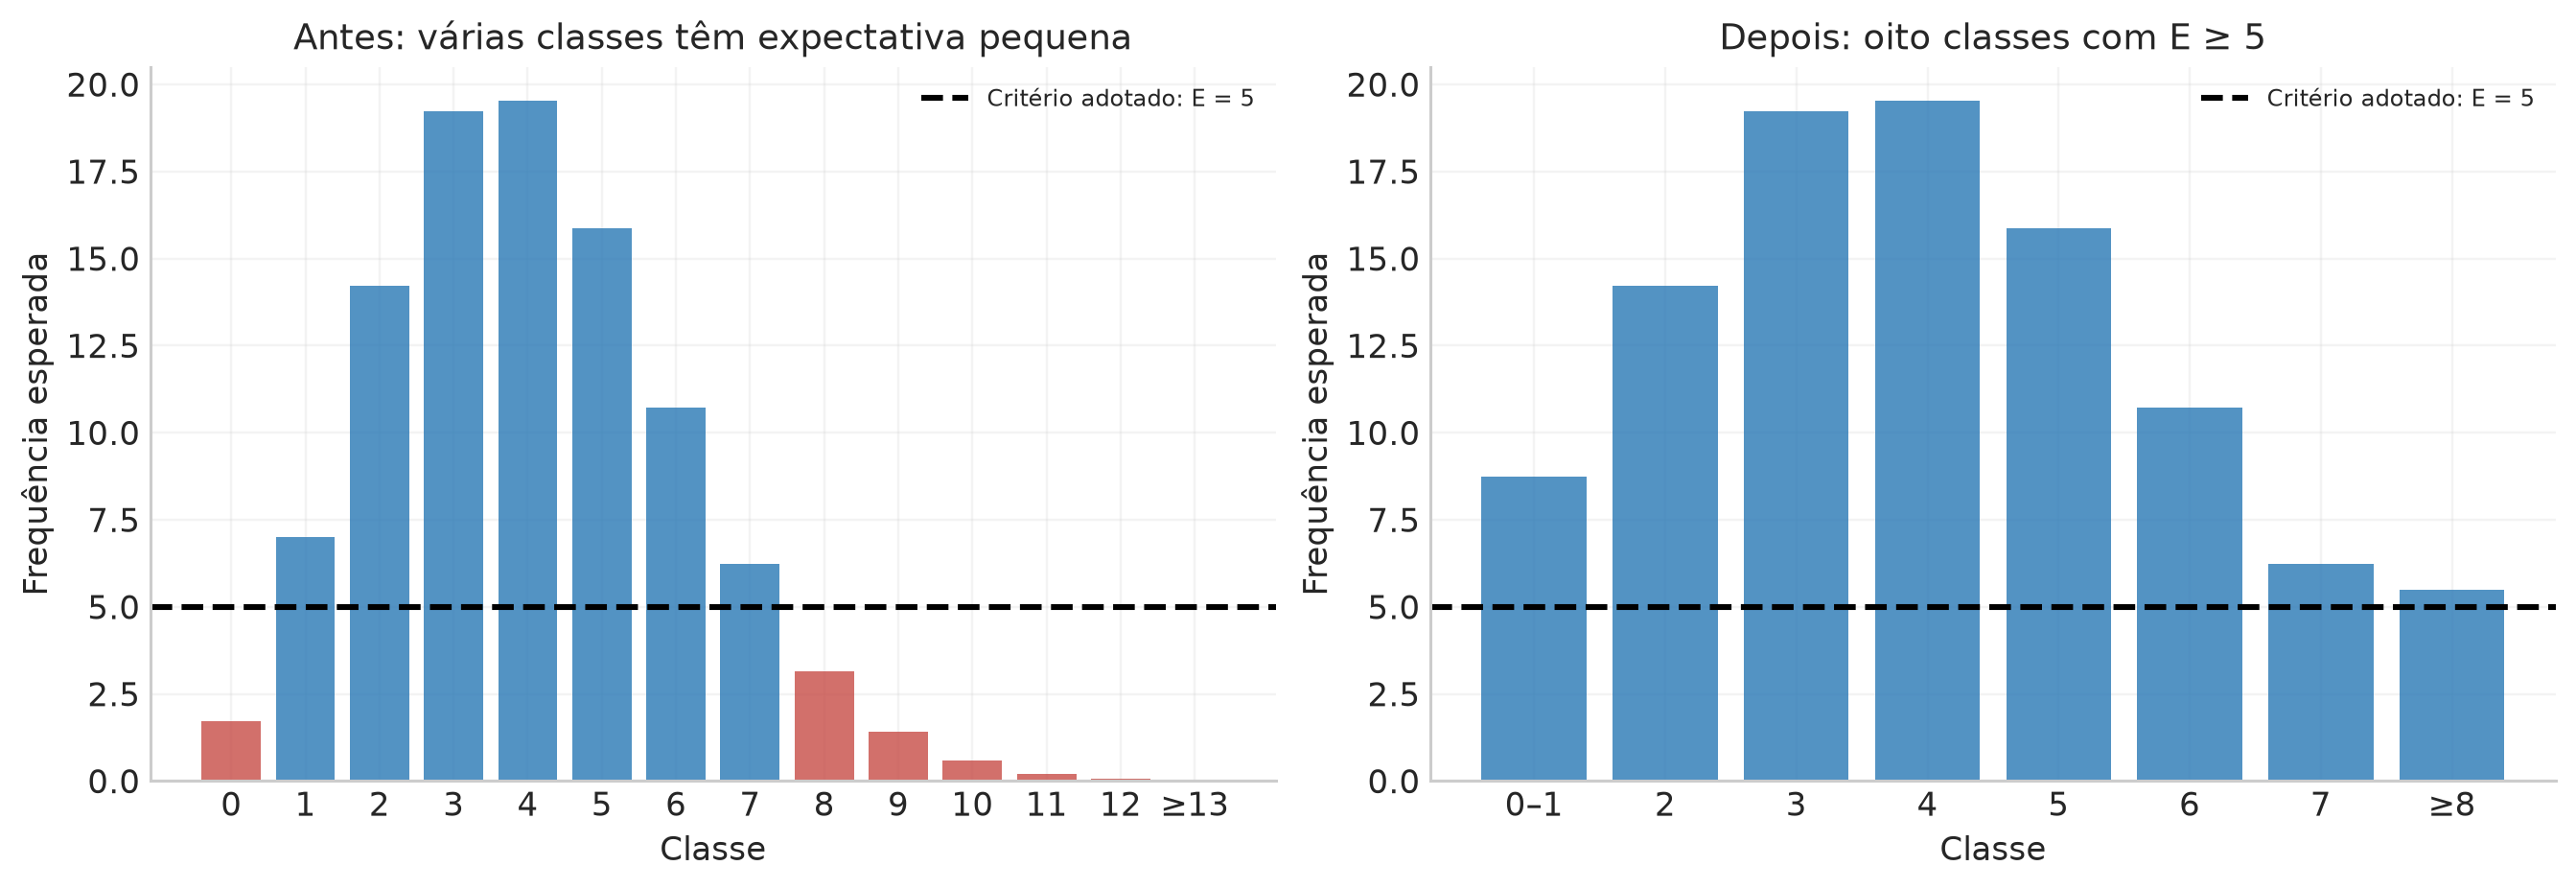 Antes: várias classes têm expectativa pequena
Critério adotado: E = 5
Frequência esperada
20.0
17.5
15.0
12.5
10.0
7.5
5.0
2.5
0.0
0 1 2 3 4 5 6 7 8 9 10 11 12 ≥13
Classe
Depois: oito classes com E ≥ 5
Critério adotado: E = 5
Frequência esperada
20.0
17.5
15.0
12.5
10.0
7.5
5.0
2.5
0.0
0–1 2 3 4 5 6 7 ≥8
Classe